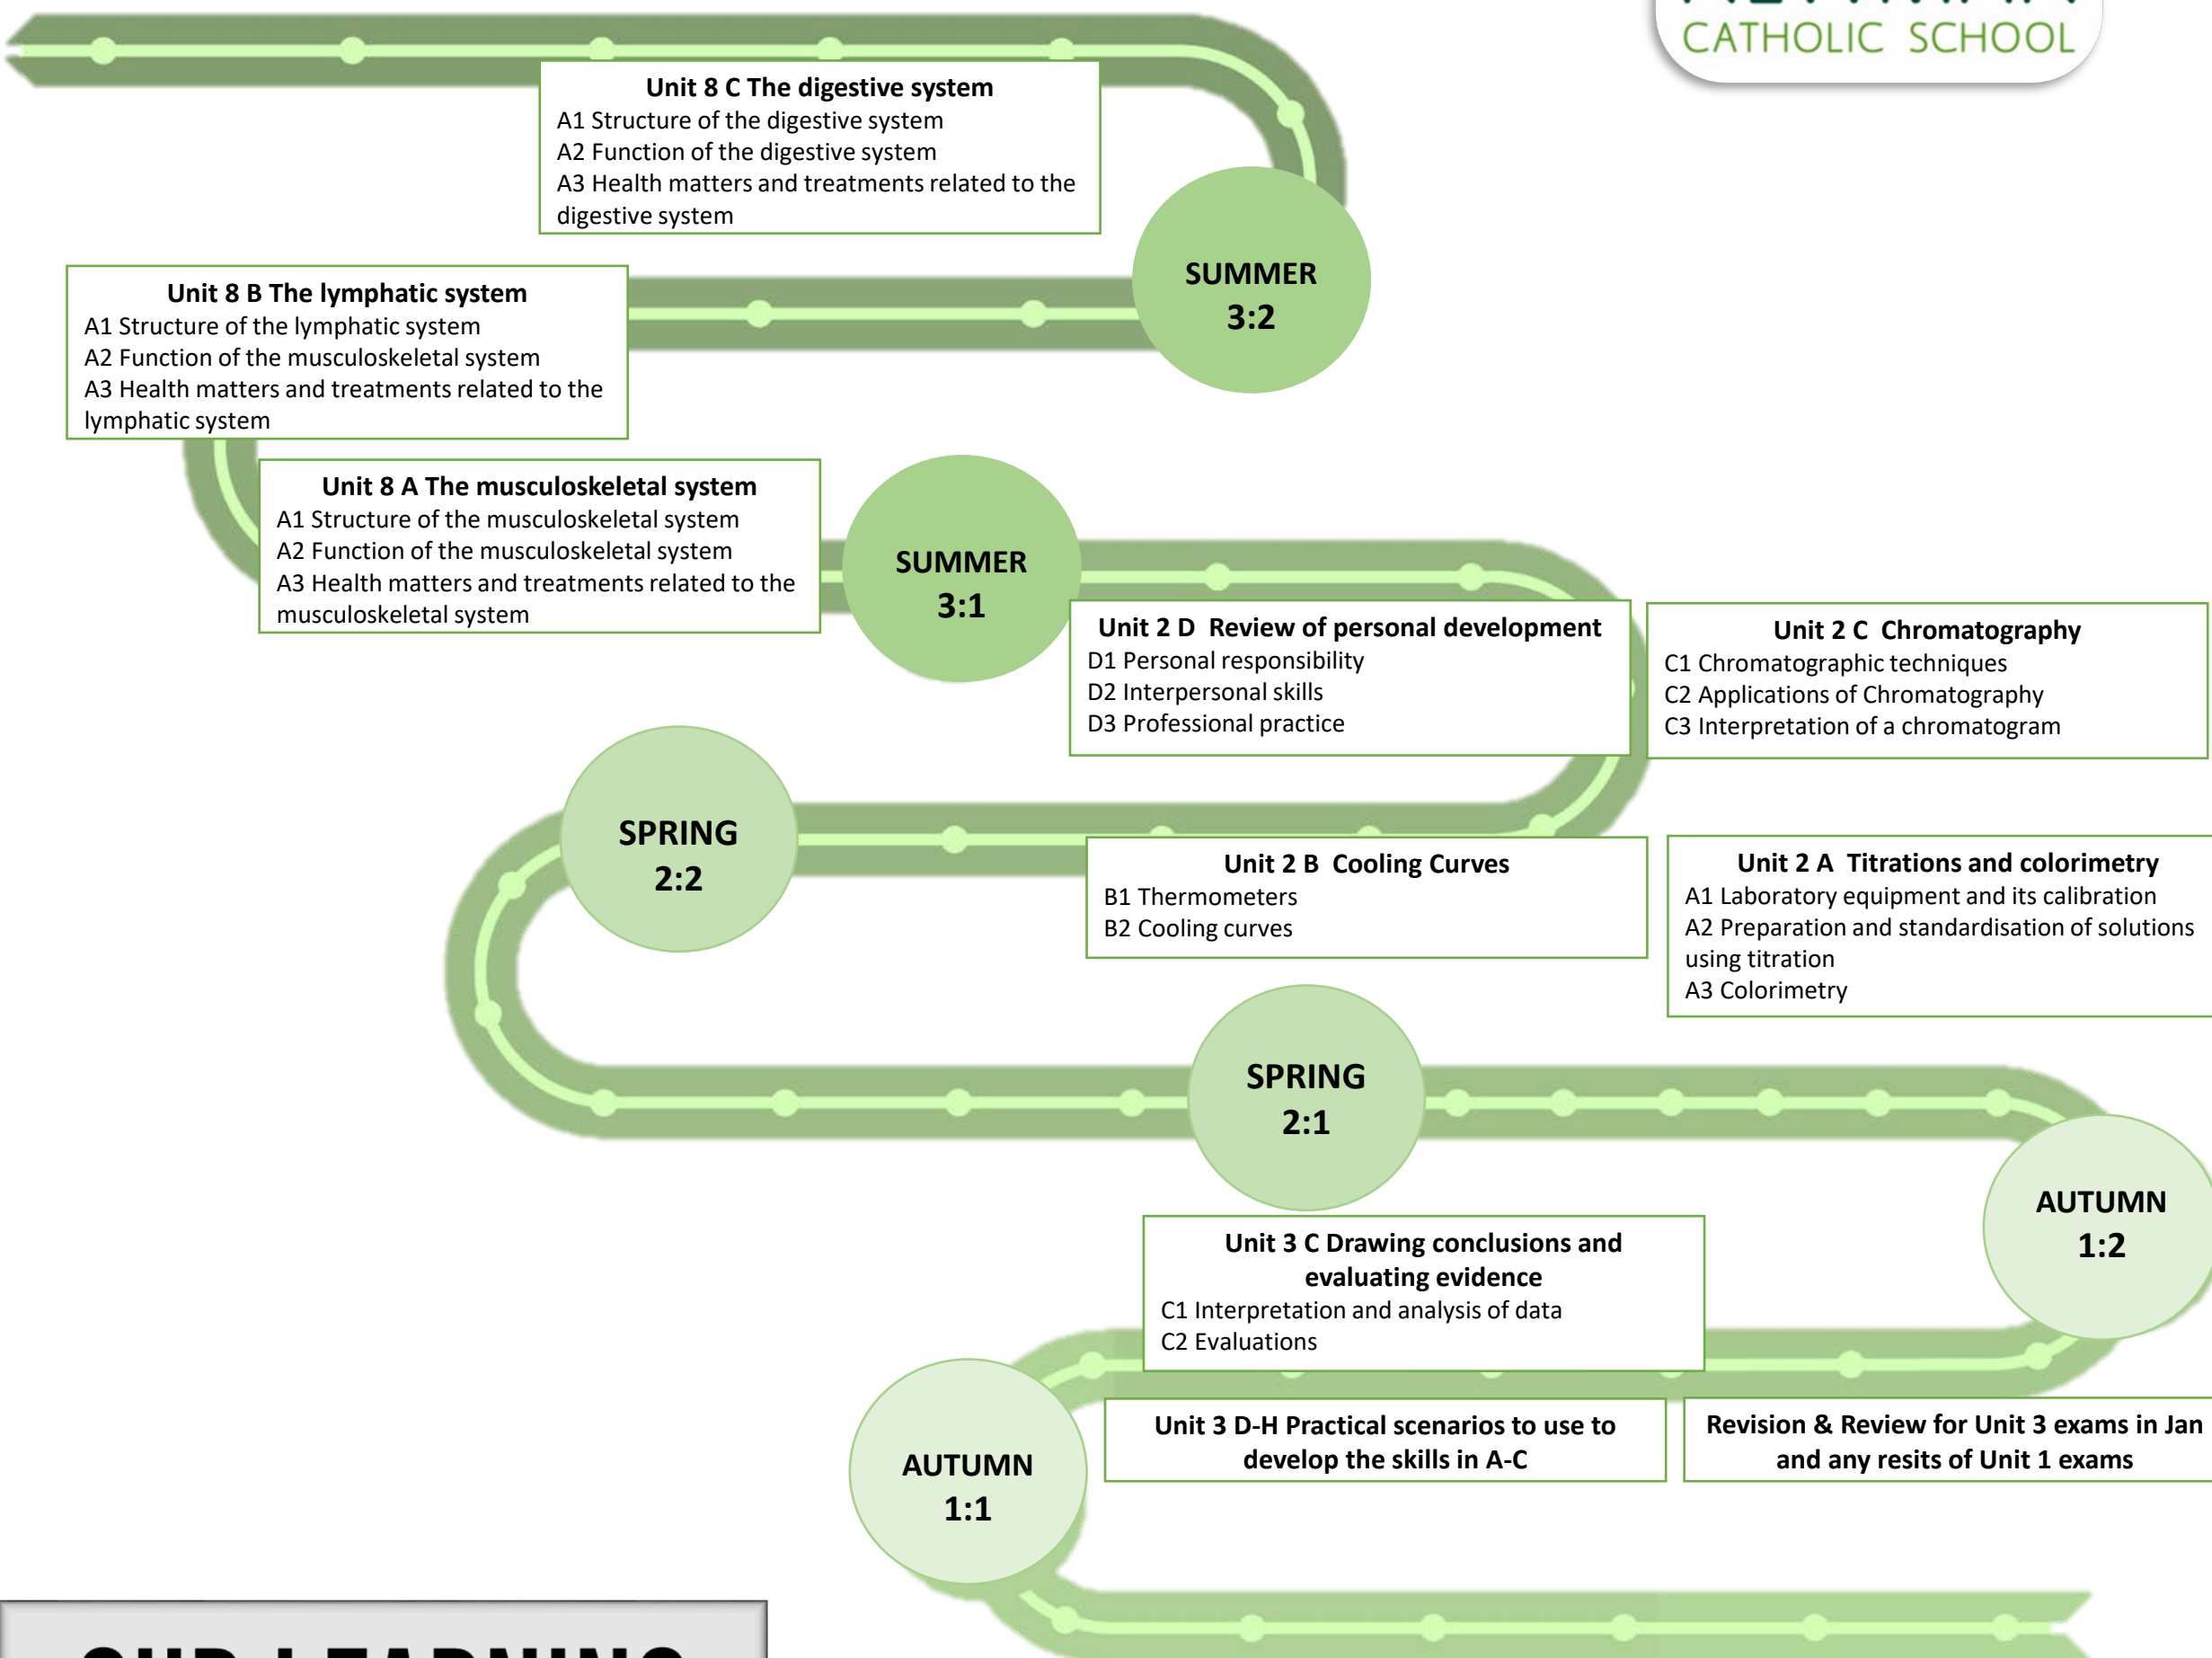 CATHOLIC SCHOOL
Unit 8 C The digestive system
A1 Structure of the digestive system
A2 Function of the digestive system
A3 Health matters and treatments related to the
digestive system
SUMMER
3:2
Unit 8 B The lymphatic system
A1 Structure of the lymphatic system
A2 Function of the musculoskeletal system
A3 Health matters and treatments related to the
lymphatic system
Unit 8 A The musculoskeletal system
A1 Structure of the musculoskeletal system
A2 Function of the musculoskeletal system
A3 Health matters and treatments related to the
musculoskeletal system
SUMMER
3:1
Unit 2 D Review of personal development
D1 Personal responsibility
D2 Interpersonal skills
D3 Professional practice
Unit 2 C Chromatography
C1 Chromatographic techniques
C2 Applications of Chromatography
C3 Interpretation of a chromatogram
SPRING
2:2
Unit 2 B Cooling Curves
B1 Thermometers
B2 Cooling curves
Unit 2 A Titrations and colorimetry
A1 Laboratory equipment and its calibration
A2 Preparation and standardisation of solutions
using titration
A3 Colorimetry
SPRING
2:1
AUTUMN
1:2
Unit 3 C Drawing conclusions and
evaluating evidence
C1 Interpretation and analysis of data
C2 Evaluations
AUTUMN
1:1
Unit 3 D-H Practical scenarios to use to
develop the skills in A-C
Revision & Review for Unit 3 exams in Jan
and any resits of Unit 1 exams
OUR LEARNING